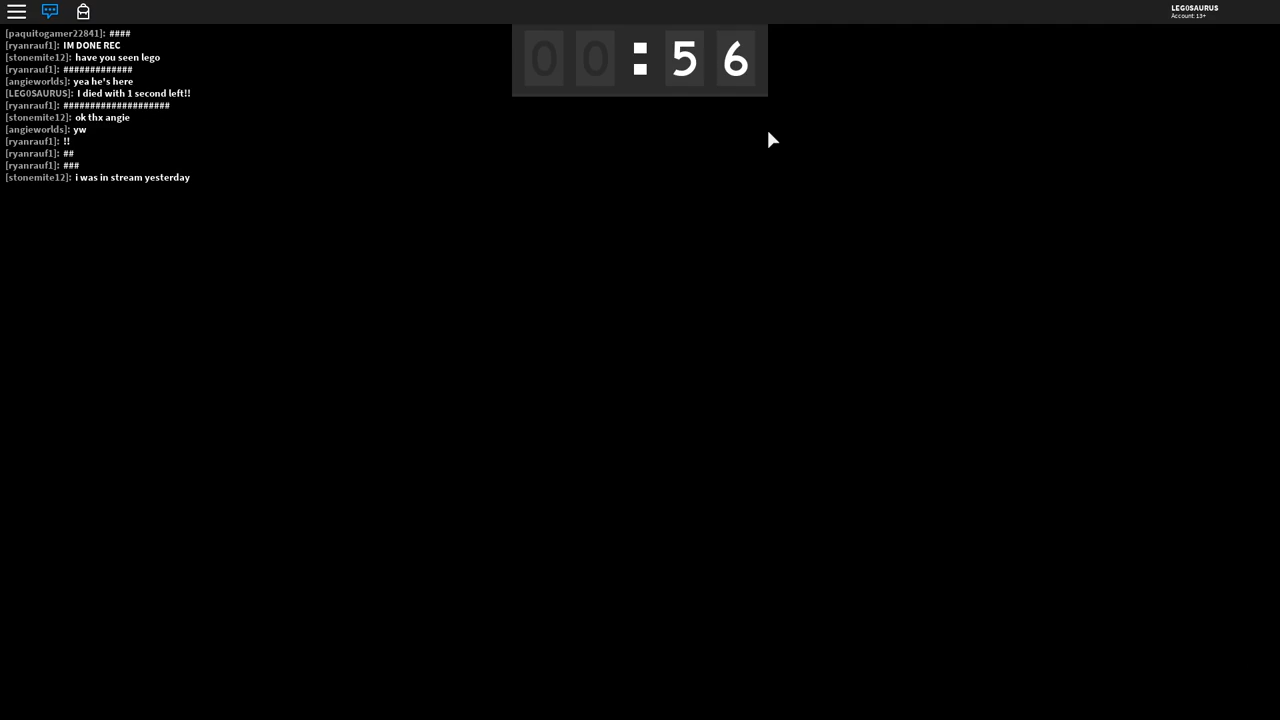 LEG0SAURUS
Account: 13+
[paquitogamer22841]: ####
[ryanrauf1]: IM DONE REC
[stonemite12]: have you seen lego
[ryanrauf1]: #############
[angieworlds]: yea he's here
[LEG0SAURUS]: I died with 1 second left!!
[ryanrauf1]: ####################
[stonemite12]: ok thx angie
[angieworlds]: yw
[ryanrauf1]: !!
[ryanrauf1]: ##
[ryanrauf1]: ###
[stonemite12]: i was in stream yesterday
00:56